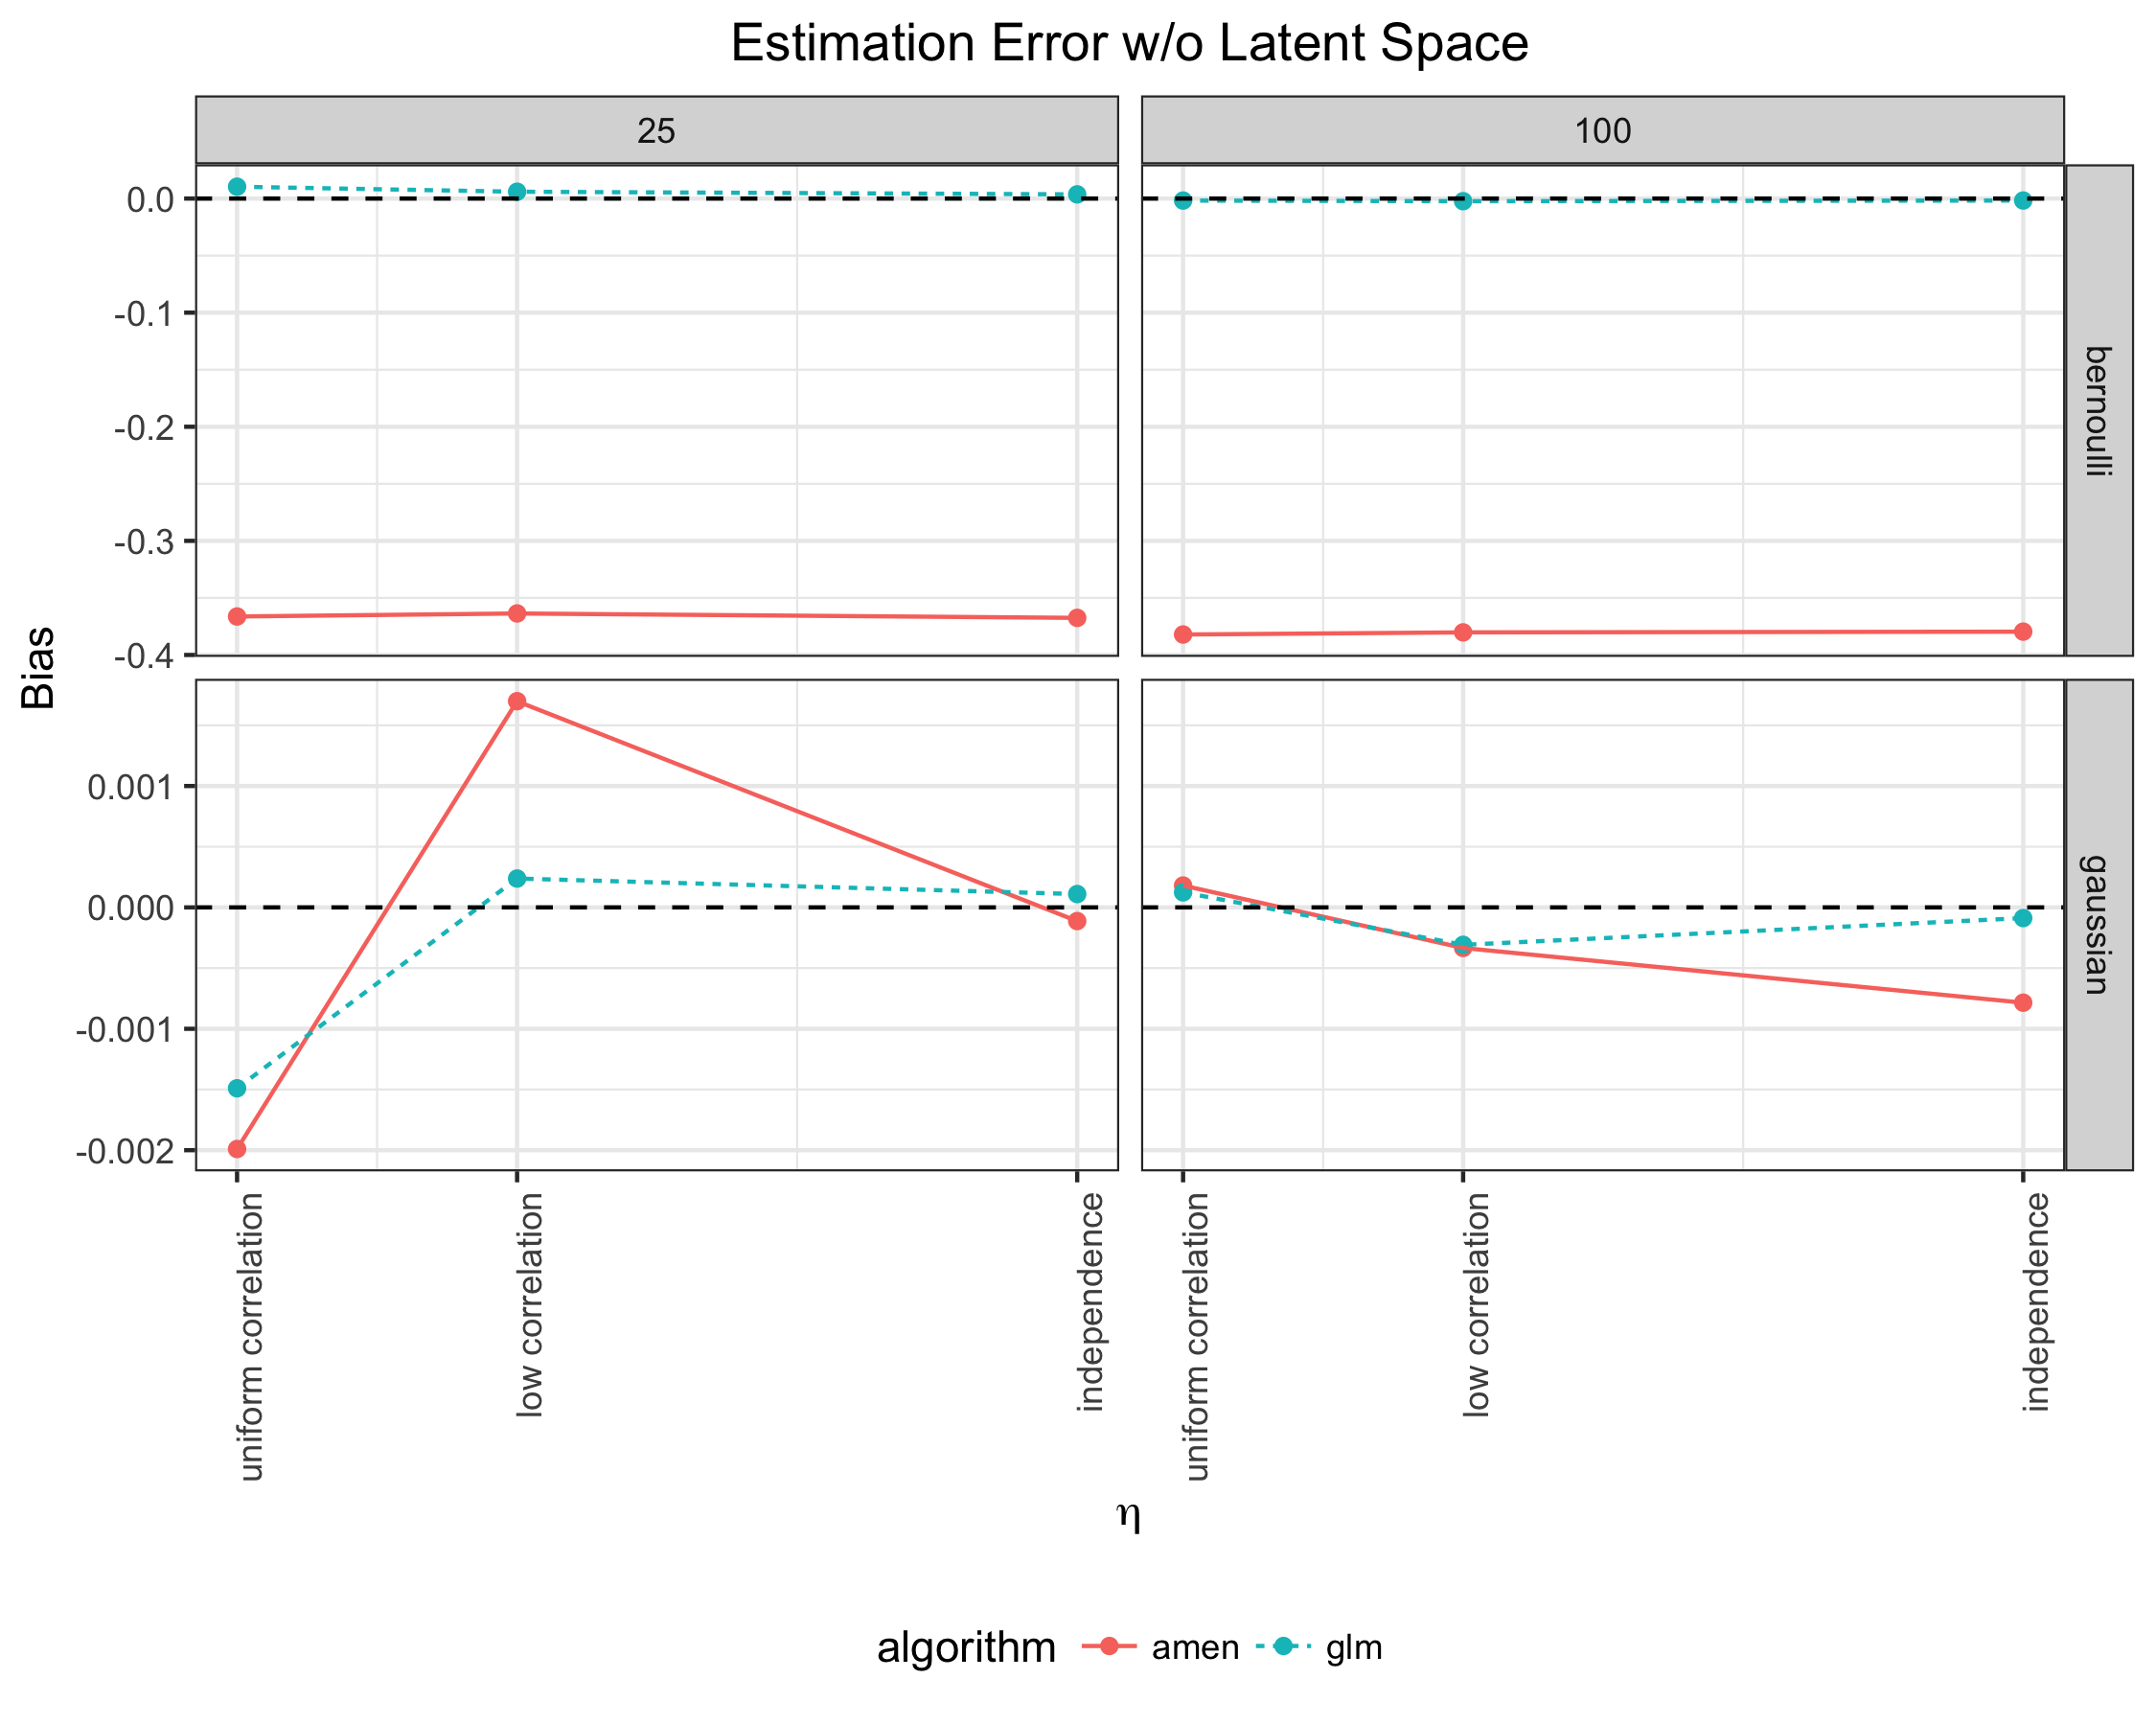 Estimation Error w/o Latent Space
25
100
0.0
-0.1
-0.2
-0.3
-0.4
bernoulli
Bias
0.001
0.000
-0.001
-0.002
gaussian
uniform correlation
low correlation
independence
uniform correlation
low correlation
independence
η
algorithm amen glm